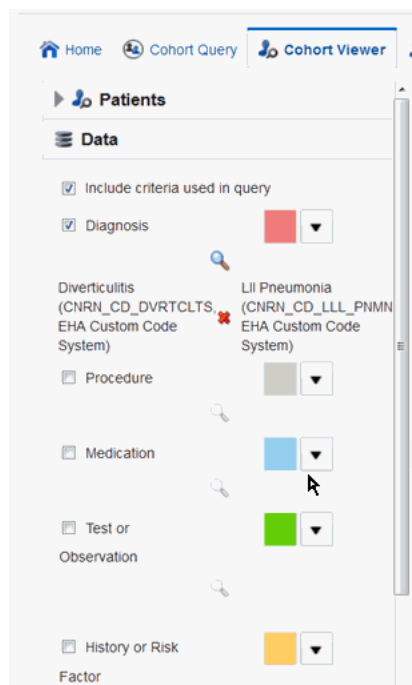 Home Cohort Query Cohort Viewer
Patients
Data
Include criteria used in query
Diagnosis
Diverticulitis
(CNRN_CD_DVRTCLTS,
EHA Custom Code
System)
Lll Pneumonia
(CNRN_CD_LLL_PNMN
EHA Custom Code
System)
Procedure
Medication
Test or
Observation
History or Risk
Factor